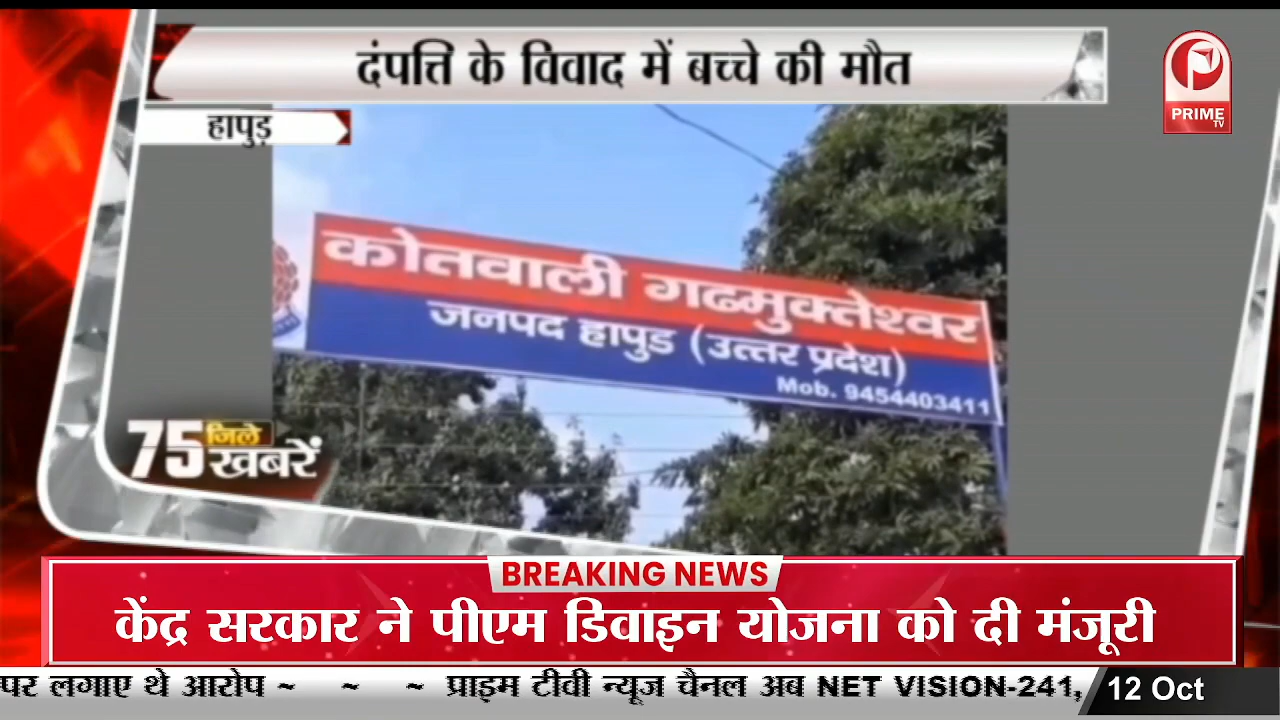 दंपत्ति के विवाद में बच्चे की मौत
PRIME
TV
हापुड़
कोतवाली गढमुक्तेश्वर
जनपद हापुड (उत्तर प्रदेश)
Mob. 9454403411
75 जिले
खबरें
BREAKING NEWS
केंद्र सरकार ने पीएम डिवाइन योजना को दी मंजूरी
पर लगाए थे आरोप ~ ~ ~ प्राइम टीवी न्यूज चैनल अब NET VISION-241,
12 Oct